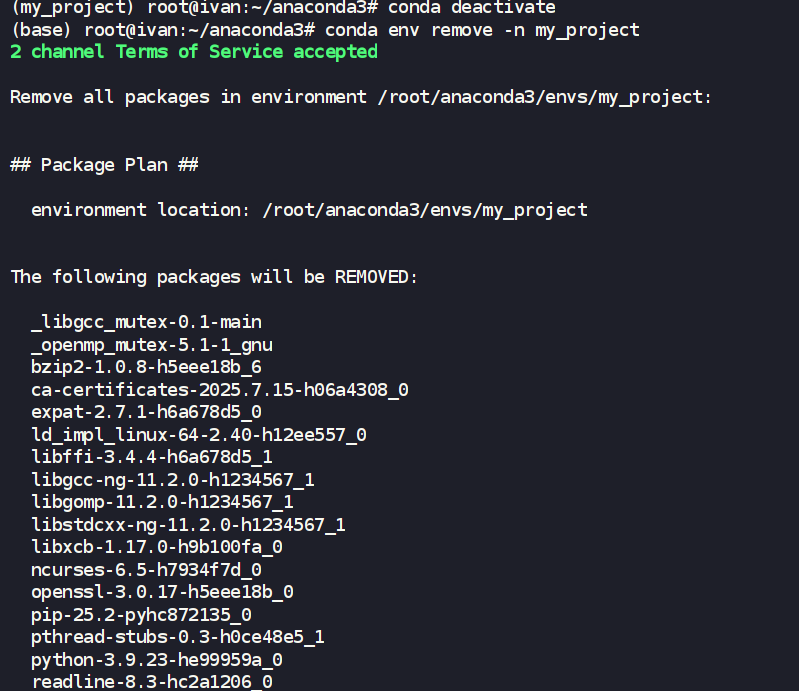 (my_project) root@ivan:~/anaconda3# conda deactivate
(base) root@ivan:~/anaconda3# conda env remove -n my_project
2 channel Terms of Service accepted
Remove all packages in environment /root/anaconda3/envs/my_project:
## Package Plan ##
environment location: /root/anaconda3/envs/my_project
The following packages will be REMOVED:
_libgcc_mutex-0.1-main
_openmp_mutex-5.1-1_gnu
bzip2-1.0.8-h5eee18b_6
ca-certificates-2025.7.15-h06a4308_0
expat-2.7.1-h6a678d5_0
ld_impl_linux-64-2.40-h12ee557_0
libffi-3.4.4-h6a678d5_1
libgcc-ng-11.2.0-h1234567_1
libgomp-11.2.0-h1234567_1
libstdcxx-ng-11.2.0-h1234567_1
libxcb-1.17.0-h9b100fa_0
ncurses-6.5-h7934f7d_0
openssl-3.0.17-h5eee18b_0
pip-25.2-pyhc872135_0
pthread-stubs-0.3-h0ce48e5_1
python-3.9.23-he99959a_0
readline-8.3-hc2a1206_0